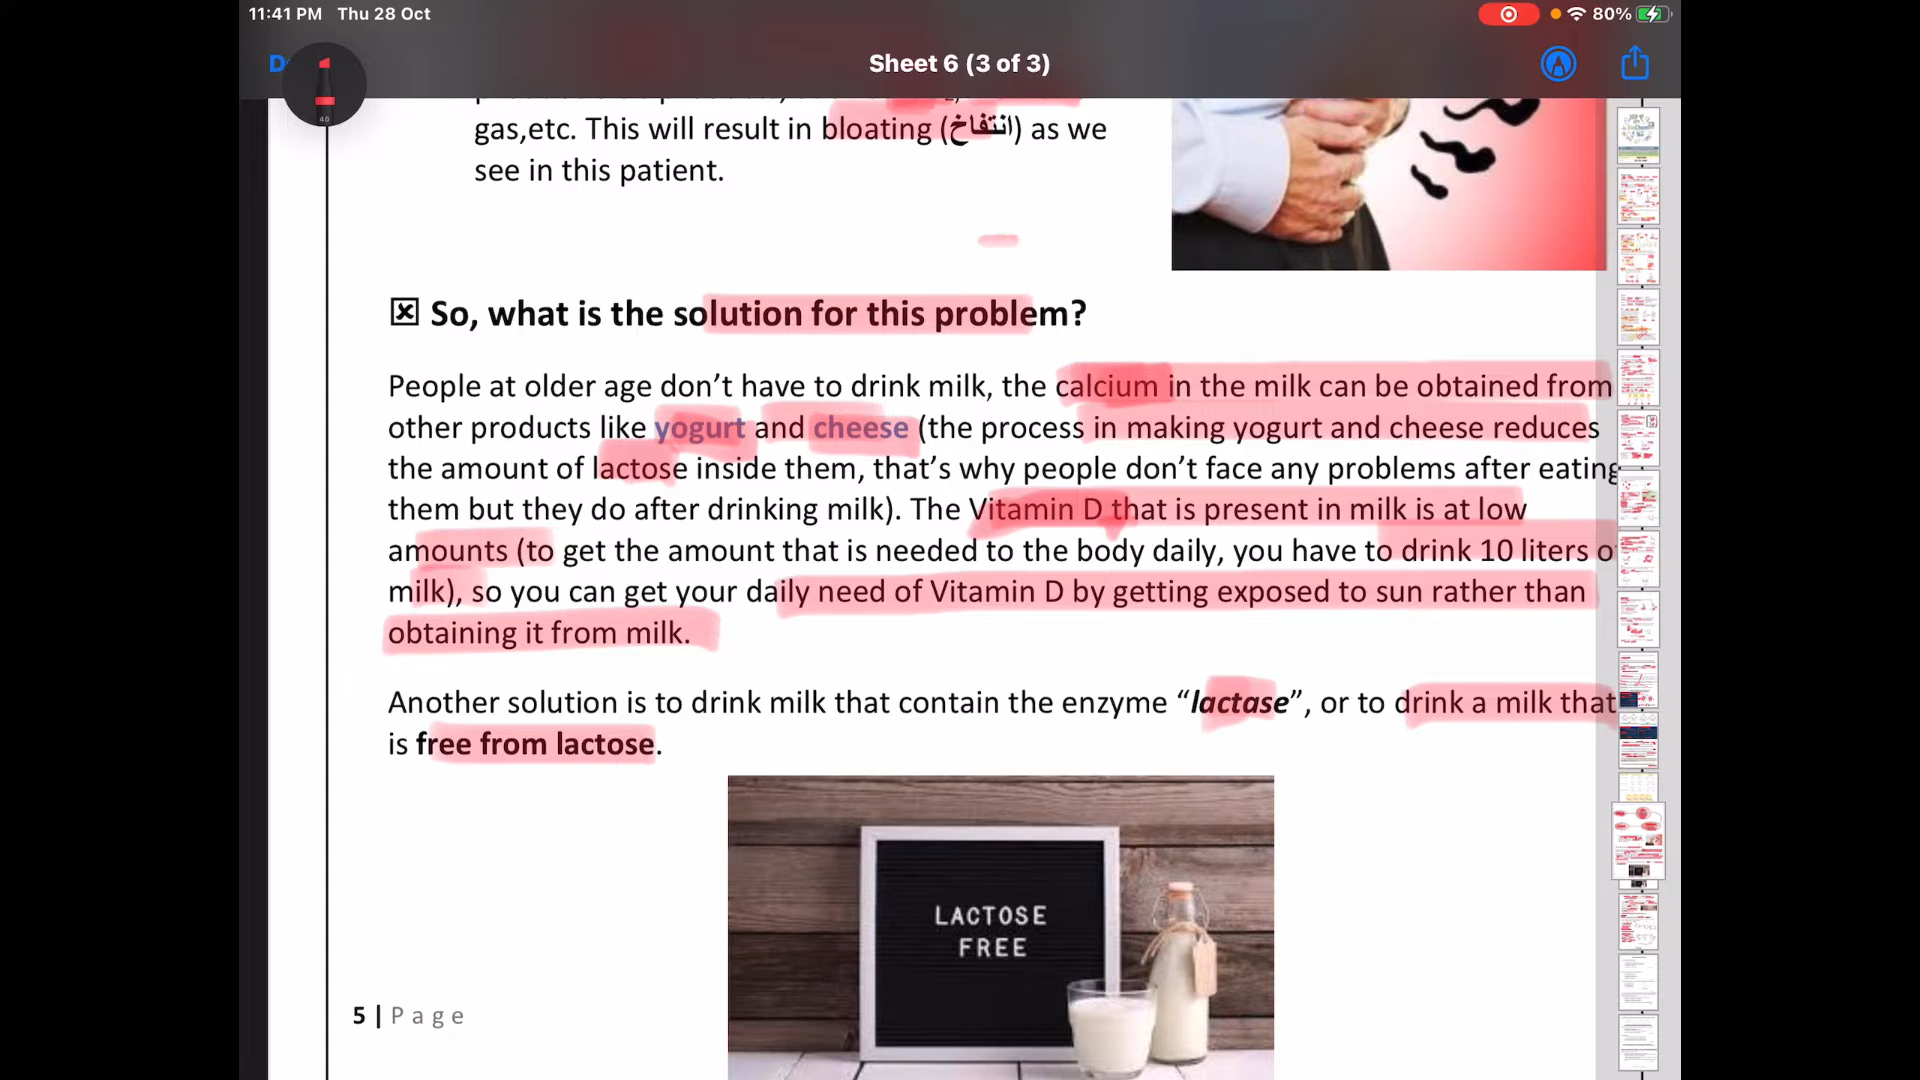 11:41 PM Thu 28 Oct
80%
Sheet 6 (3 of 3)
40
gas,etc. This will result in bloating (انتفاخ) as we
see in this patient.
So, what is the solution for this problem?
People at older age don’t have to drink milk, the calcium in the milk can be obtained from
other products like yogurt and cheese (the process in making yogurt and cheese reduces
the amount of lactose inside them, that’s why people don’t face any problems after eating
them but they do after drinking milk). The Vitamin D that is present in milk is at low
amounts (to get the amount that is needed to the body daily, you have to drink 10 liters of
milk), so you can get your daily need of Vitamin D by getting exposed to sun rather than
obtaining it from milk.
Another solution is to drink milk that contain the enzyme “lactase”, or to drink a milk that
is free from lactose.
LACTOSE
FREE
5 | Page